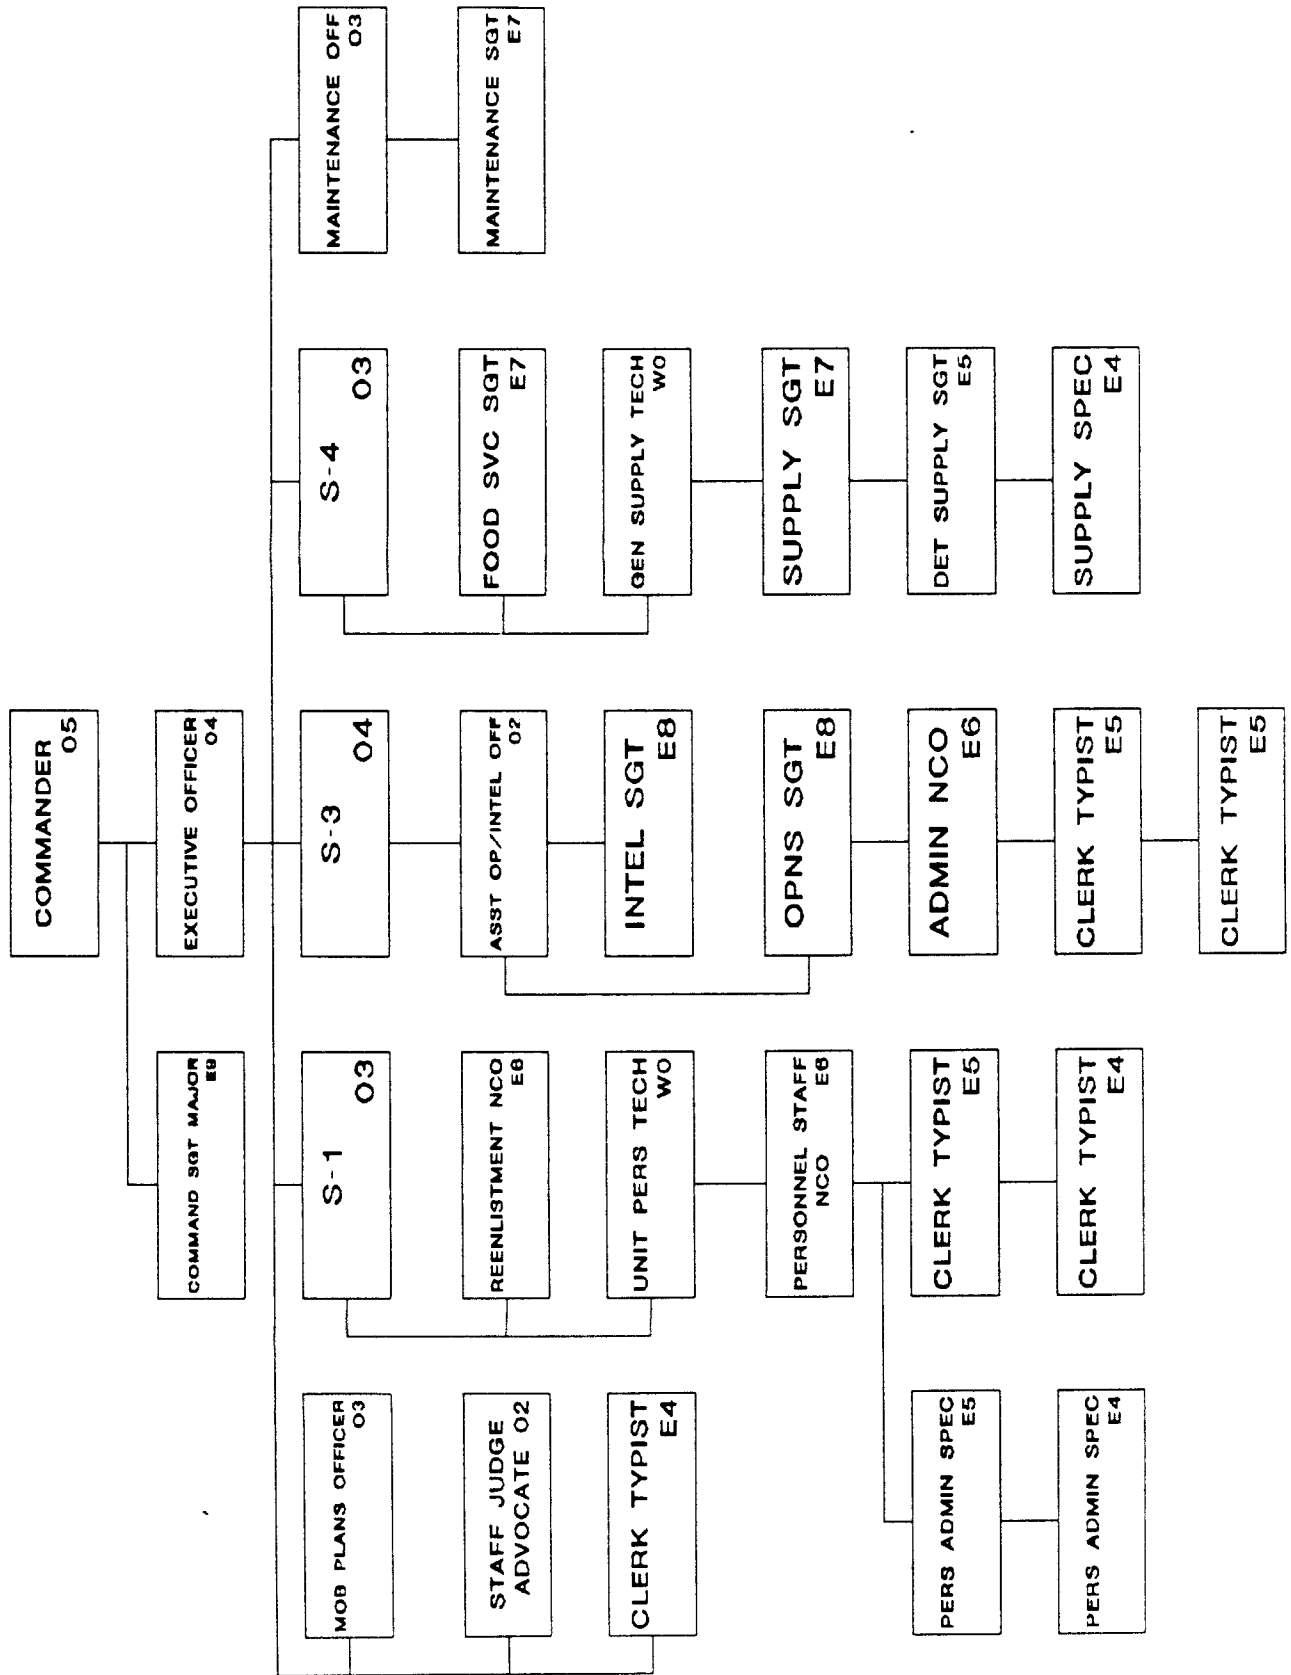 COMMANDER
O5
COMMAND SGT MAJOR
E9
EXECUTIVE OFFICER
O4
MOB PLANS OFFICER
O3
S-1
O3
S-3
O4
S-4
O3
MAINTENANCE OFF
O3
STAFF JUDGE
ADVOCATE O2
REENLISTMENT NCO
E6
ASST OP/INTEL OFF
O2
FOOD SVC SGT
E7
MAINTENANCE SGT
E7
CLERK TYPIST
E4
UNIT PERS TECH
WO
INTEL SGT
E8
GEN SUPPLY TECH
WO
PERSONNEL STAFF
NCO E6
OPNS SGT
E8
SUPPLY SGT
E7
PERS ADMIN SPEC
E5
CLERK TYPIST
E5
ADMIN NCO
E6
DET SUPPLY SGT
E5
PERS ADMIN SPEC
E4
CLERK TYPIST
E4
CLERK TYPIST
E5
SUPPLY SPEC
E4
CLERK TYPIST
E5